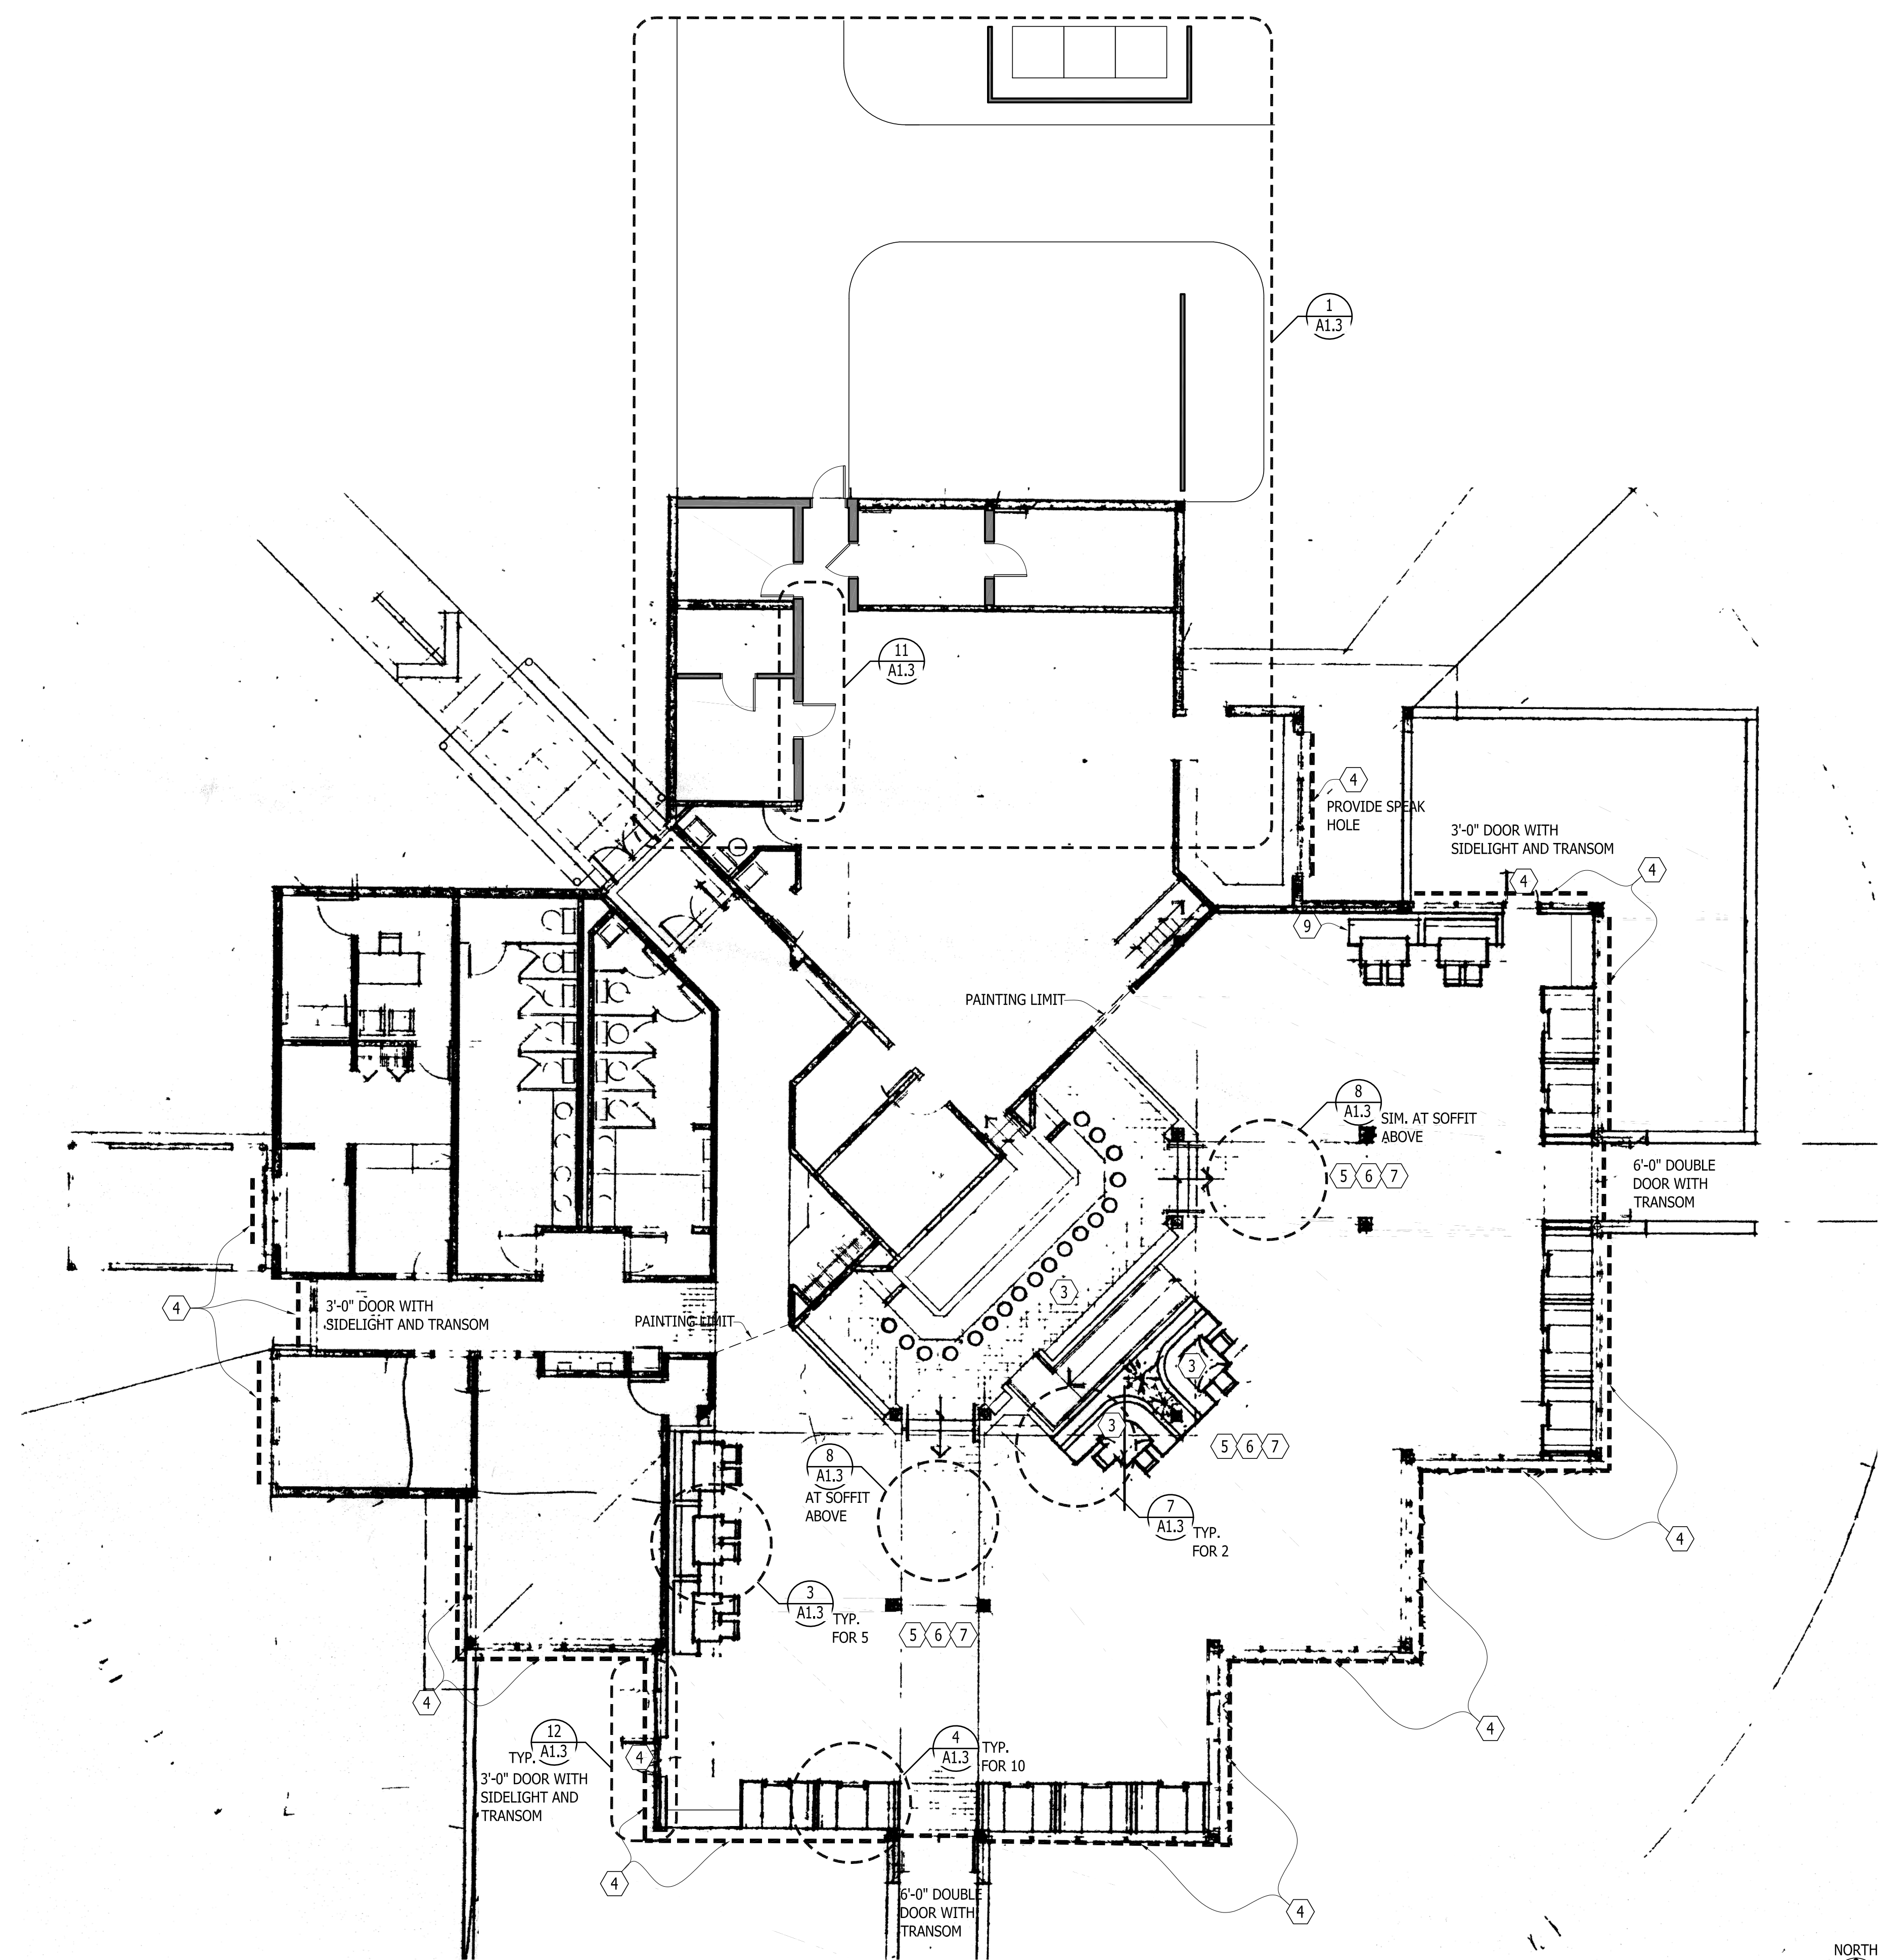 1
A1.3
11
A1.3
4
PROVIDE SPEAK
HOLE
3'-0" DOOR WITH
SIDELIGHT AND TRANSOM
4
4
9
PAINTING LIMIT
8
A1.3
SIM. AT SOFFIT
ABOVE
5 6 7
6'-0" DOUBLE
DOOR WITH
TRANSOM
4
3'-0" DOOR WITH
SIDELIGHT AND TRANSOM
PAINTING LIMIT
3
3
3
5 6 7
8
A1.3
AT SOFFIT
ABOVE
7
A1.3
TYP.
FOR 2
4
3
A1.3
TYP.
FOR 5
5 6 7
4
4
12
A1.3
TYP.
3'-0" DOOR WITH
SIDELIGHT AND
TRANSOM
4
4
A1.3
TYP.
FOR 10
4
4
6'-0" DOUBLE
DOOR WITH
TRANSOM
NORTH